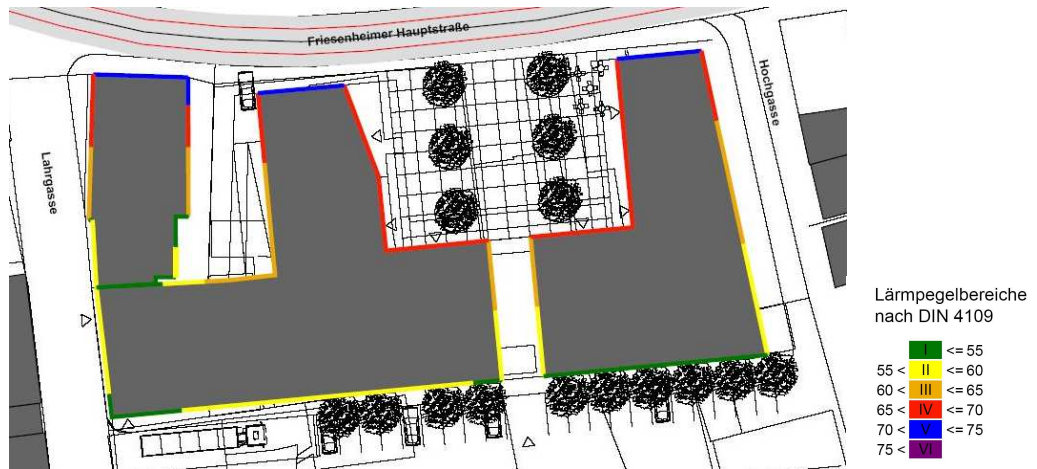 Friesenheimer Hauptstraße
Hochgasse
Lahrgasse
Lärmpegelbereiche
nach DIN 4109
I <= 55
55 < II <= 60
60 < III <= 65
65 < IV <= 70
70 < V <= 75
75 < VI